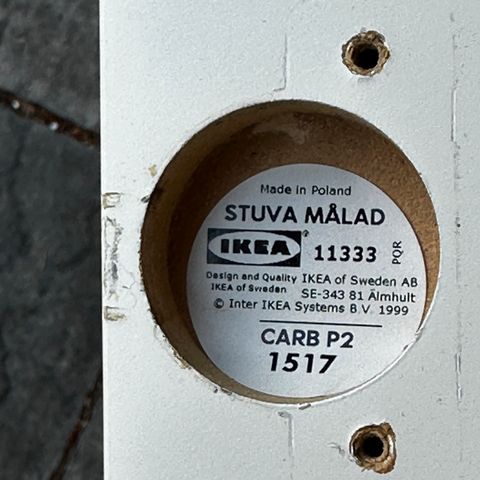 Made in Poland
STUVA MÅLAD
IKEA® 11333 PQR
Design and Quality IKEA of Sweden AB
IKEA of Sweden SE-343 81 Älmhult
© Inter IKEA Systems B.V. 1999
CARB P2
1517